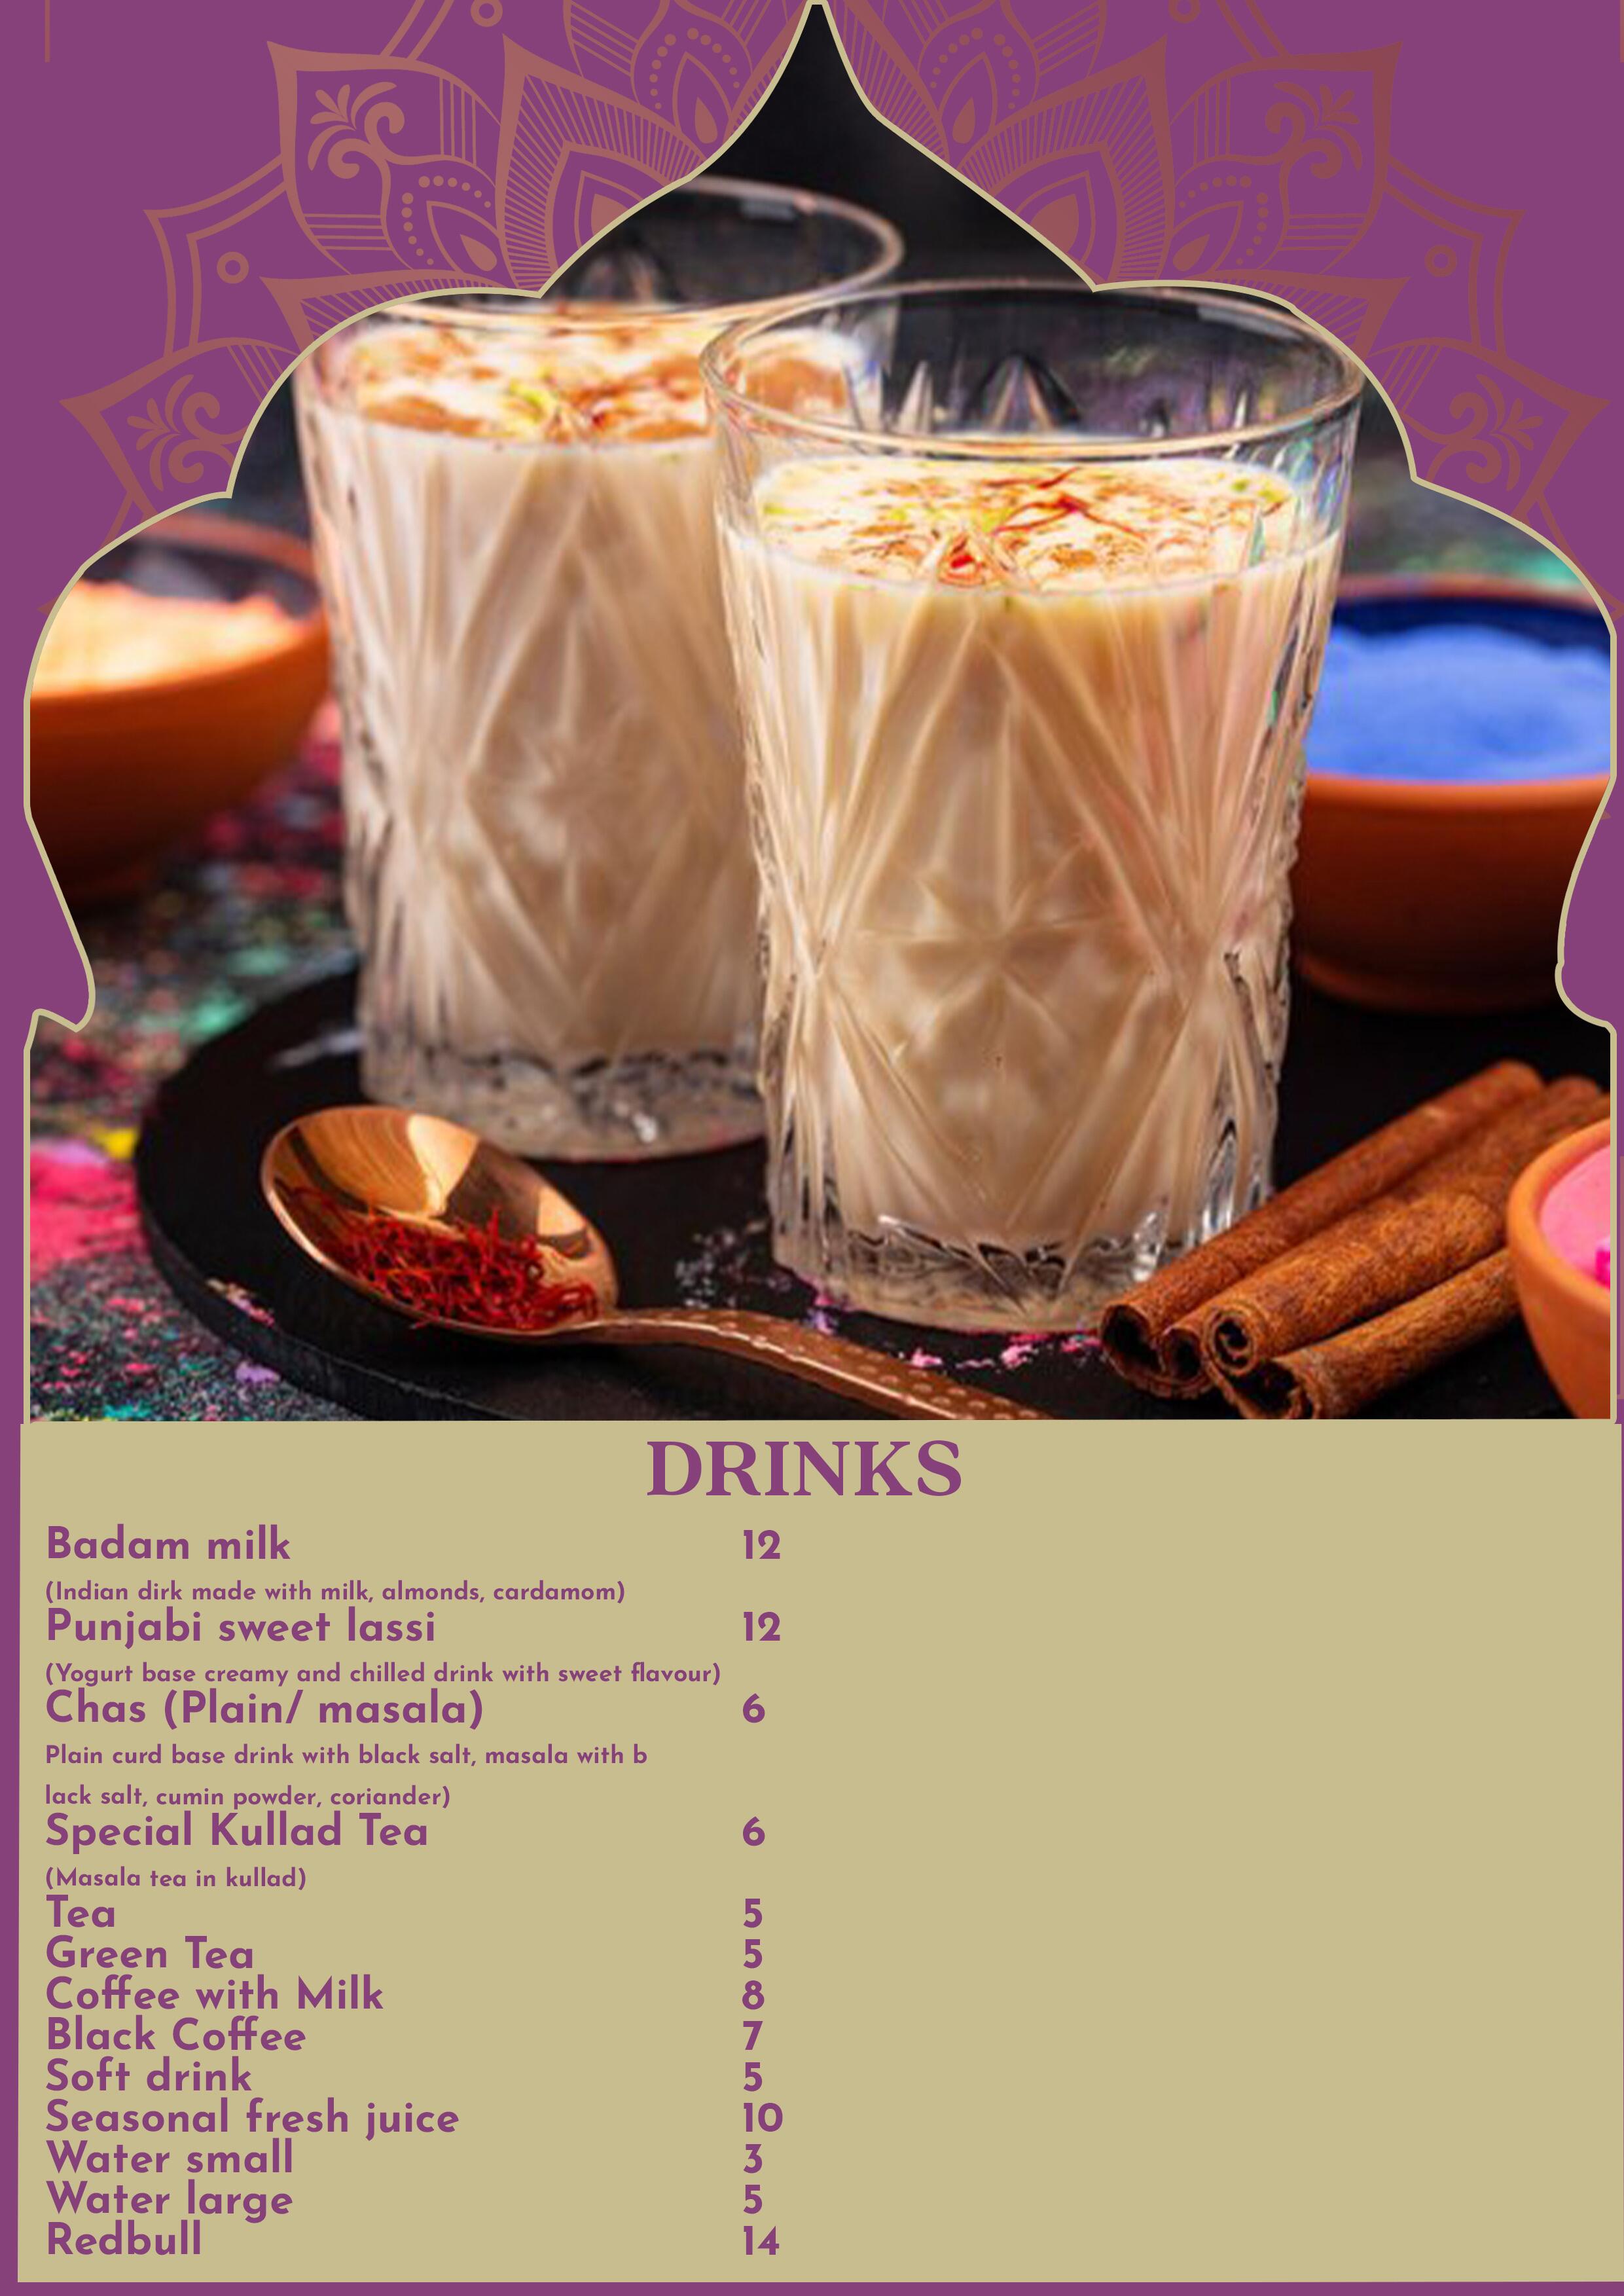 DRINKS
Badam milk 12
(Indian dirk made with milk, almonds, cardamom)
Punjabi sweet lassi 12
(Yogurt base creamy and chilled drink with sweet flavour)
Chas (Plain/ masala) 6
Plain curd base drink with black salt, masala with b
lack salt, cumin powder, coriander)
Special Kullad Tea 6
(Masala tea in kullad)
Tea 5
Green Tea 5
Coffee with Milk 8
Black Coffee 7
Soft drink 5
Seasonal fresh juice 10
Water small 3
Water large 5
Redbull 14